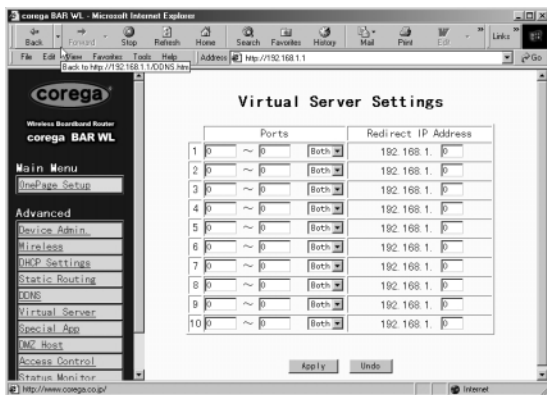 corega BAR WL - Microsoft Internet Explorer
Back Forward Stop Refresh Home Search Favorites History Mail Print Edit Links
File Edit View Favorites Tools Help Address http://192.168.1.1 Go
Back to http://192.168.1.1/DDNS.htm
corega
Wireless Boardband Router
corega BAR WL
Main Menu
OnePage Setup
Advanced
Device Admin.
Wireless
DHCP Settings
Static Routing
DDNS
Virtual Server
Special App
DMZ Host
Access Control
Status Monitor
Virtual Server Settings
Ports Redirect IP Address
1 0 ~ 0 Both 192.168.1. 0
2 0 ~ 0 Both 192.168.1. 0
3 0 ~ 0 Both 192.168.1. 0
4 0 ~ 0 Both 192.168.1. 0
5 0 ~ 0 Both 192.168.1. 0
6 0 ~ 0 Both 192.168.1. 0
7 0 ~ 0 Both 192.168.1. 0
8 0 ~ 0 Both 192.168.1. 0
9 0 ~ 0 Both 192.168.1. 0
10 0 ~ 0 Both 192.168.1. 0
Apply Undo
http://www.corega.co.jp/ Internet